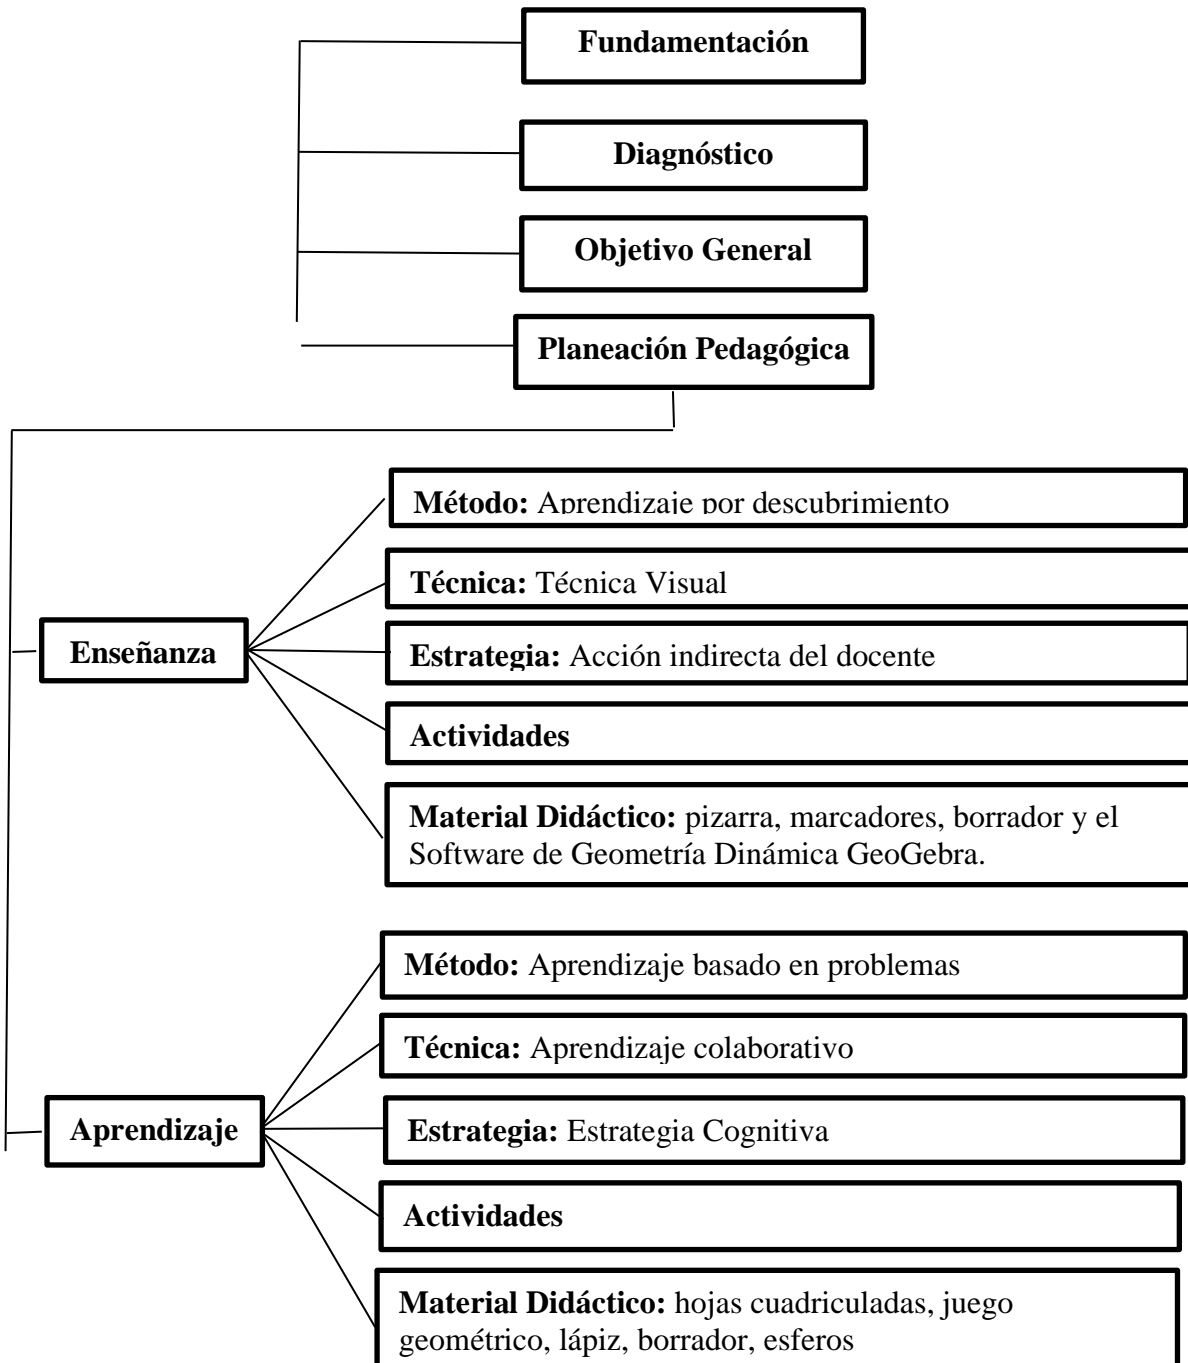 Fundamentación
Diagnóstico
Objetivo General
Planeación Pedagógica
Método: Aprendizaje por descubrimiento
Técnica: Técnica Visual
Enseñanza
Estrategia: Acción indirecta del docente
Actividades
Material Didáctico: pizarra, marcadores, borrador y el
Software de Geometría Dinámica GeoGebra.
Método: Aprendizaje basado en problemas
Técnica: Aprendizaje colaborativo
Aprendizaje
Estrategia: Estrategia Cognitiva
Actividades
Material Didáctico: hojas cuadriculadas, juego
geométrico, lápiz, borrador, esferos